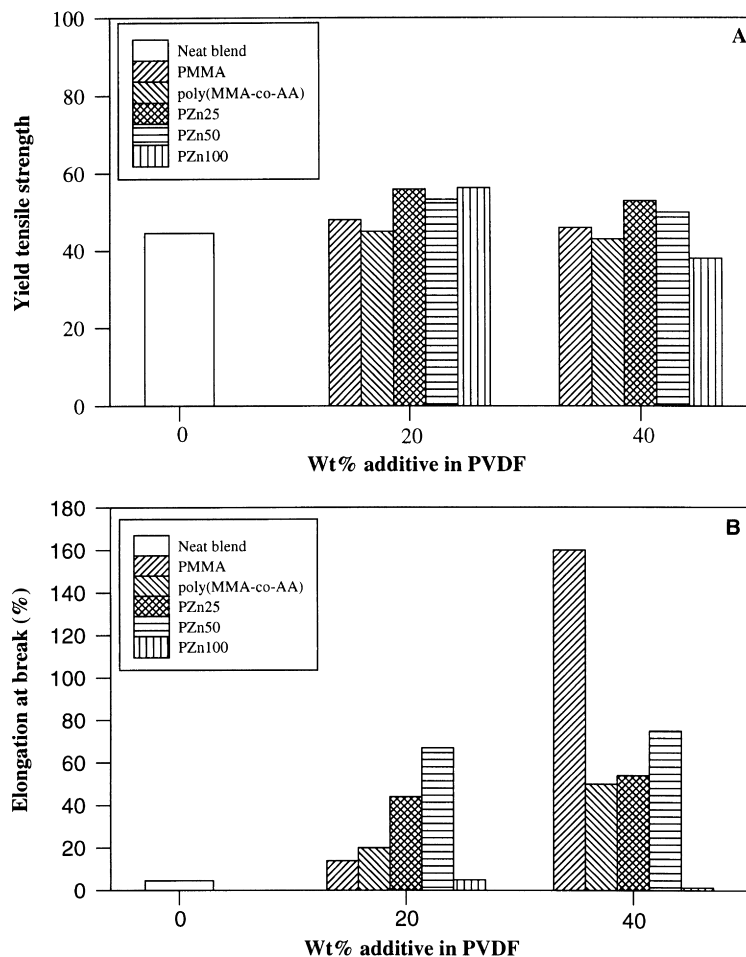 100
A
Neat blend
PMMA
80
poly(MMA-co-AA)
PZn25
PZn50
PZn100
60
Yield tensile strength
40
20
0
0
20
40
Wt% additive in PVDF
180
B
Neat blend
160
PMMA
poly(MMA-co-AA)
140
PZn25
PZn50
120
PZn100
100
Elongation at break (%)
80
60
40
20
0
0
20
40
Wt% additive in PVDF